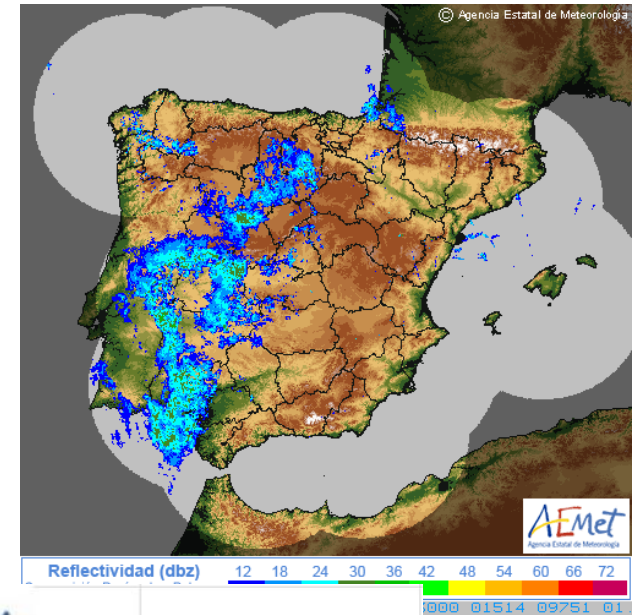 © Agencia Estatal de Meteorología
AEMet
Agencia Estatal de Meteorología
Reflectividad (dbz) 12 18 24 30 36 42 48 54 60 66 72
01514 09751 01